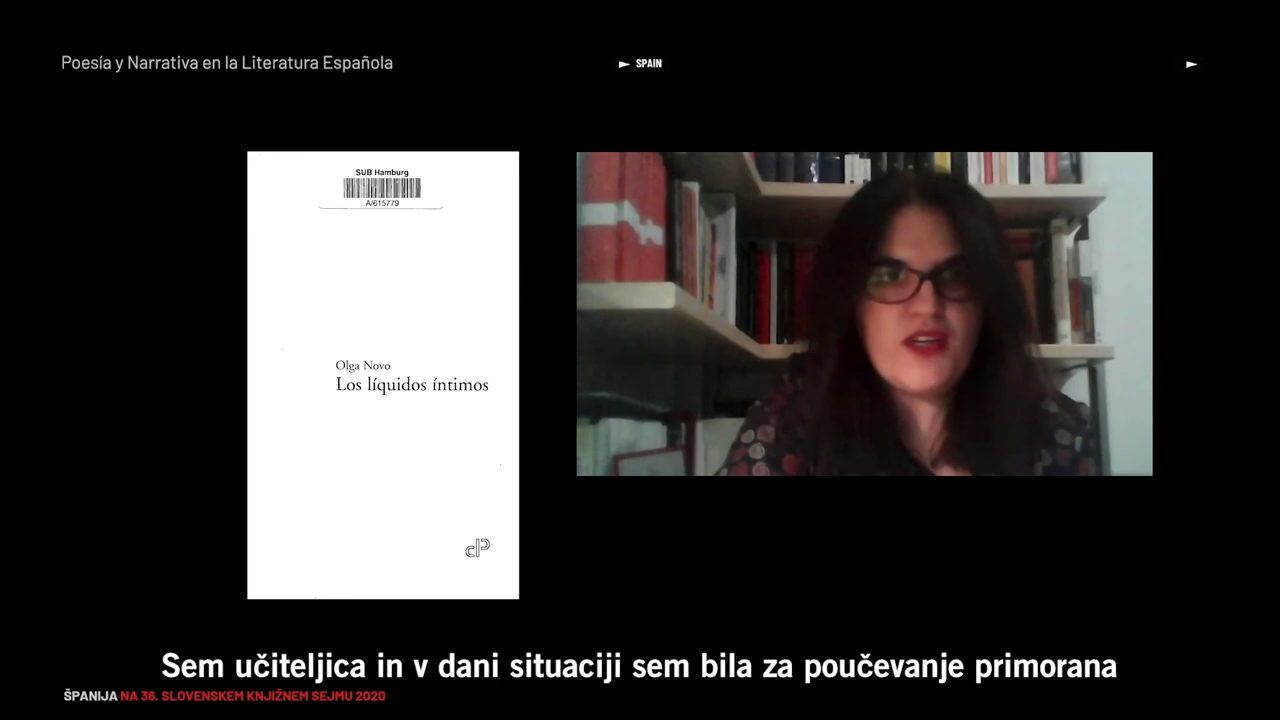 Poesía y Narrativa en la Literatura Española
SPAIN
SUB Hamburg
A/615779
Olga Novo
Los líquidos íntimos
Sem učiteljica in v dani situaciji sem bila za poučevanje primorana
ŠPANIJA NA 36. SLOVENSKEM KNJIŽNEM SEJMU 2020